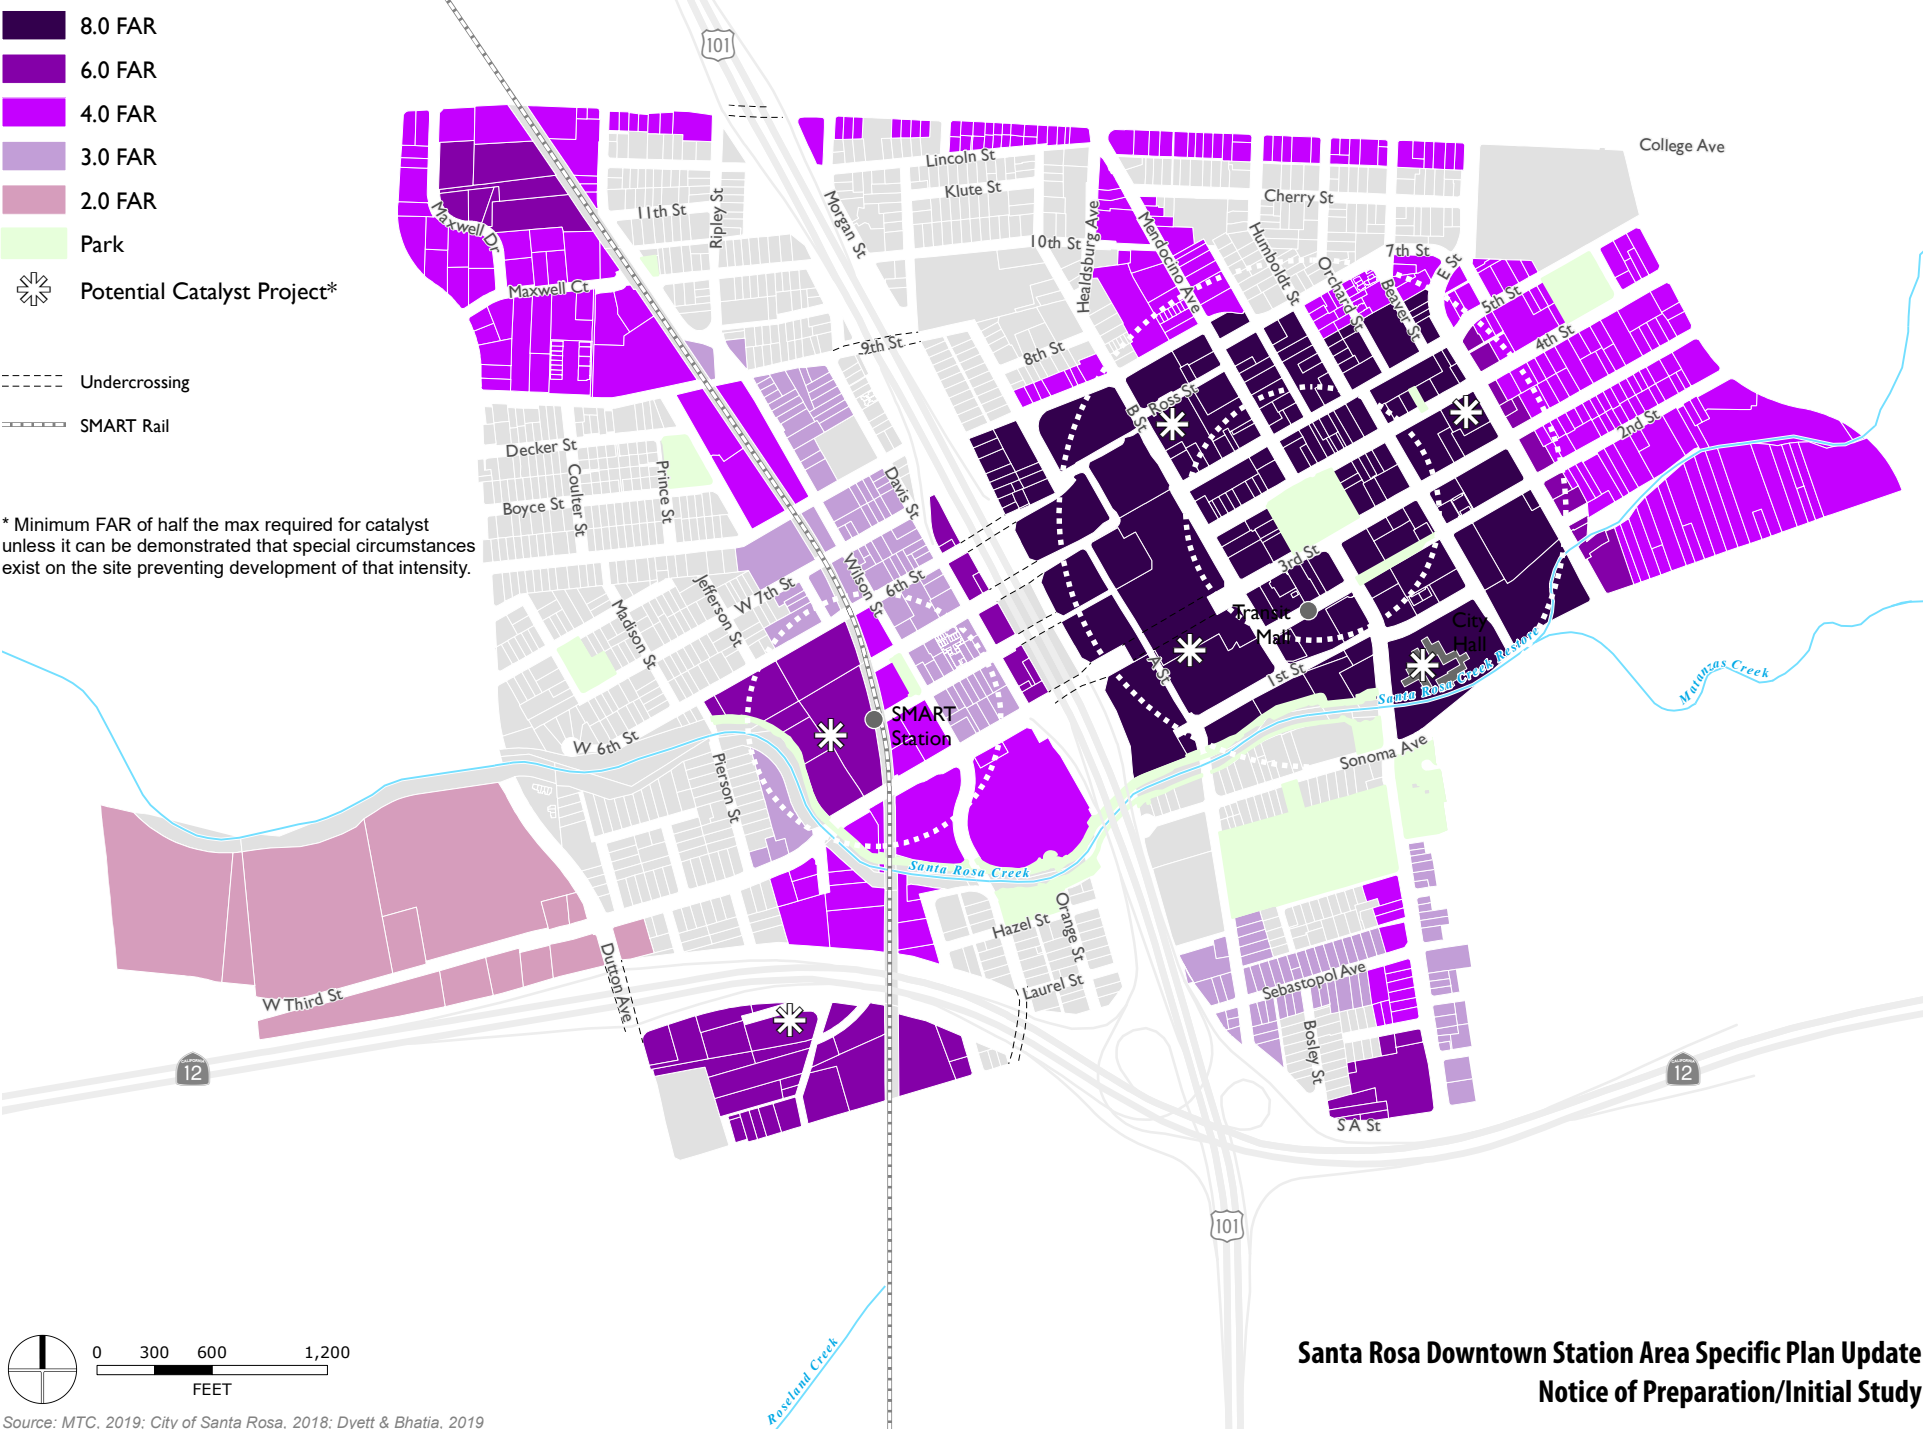 8.0 FAR
6.0 FAR
4.0 FAR
3.0 FAR
2.0 FAR
Park
Potential Catalyst Project*
Undercrossing
SMART Rail
* Minimum FAR of half the max required for catalyst
unless it can be demonstrated that special circumstances
exist on the site preventing development of that intensity.
101
College Ave
Lincoln St
Klute St
Cherry St
11th St
Ripley St
Morgan St
10th St
Healdsburg Ave
Mendocino Ave
Humboldt St
Orchard St
7th St
E St
Beaver St
5th St
4th St
Maxwell Dr
Maxwell Ct
9th St
8th St
B St
Ross St
2nd St
Decker St
Coulter St
Prince St
Boyce St
Davis St
Wilson St
6th St
W 7th St
Jefferson St
Madison St
3rd St
Transit
Mall
City
Hall
A St
1st St
Santa Rosa Creek Restore
Matanzas Creek
SMART
Station
W 6th St
Pierson St
Sonoma Ave
Santa Rosa Creek
Hazel St
Orange St
Laurel St
Sebastopol Ave
Bosley St
S A St
W Third St
Dutton Ave
CALIFORNIA
12
CALIFORNIA
12
101
Roseland Creek
0 300 600 1,200
FEET
Source: MTC, 2019; City of Santa Rosa, 2018; Dyett & Bhatia, 2019
Santa Rosa Downtown Station Area Specific Plan Update
Notice of Preparation/Initial Study